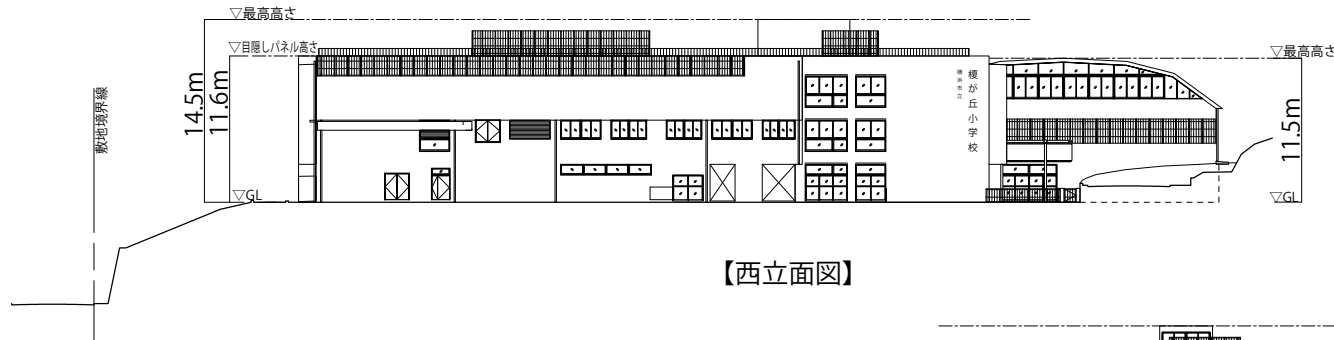 ▽最高高さ
▽目隠しパネル高さ
▽最高高さ
14.5m
11.6m
敷地境界線
横浜市立
榎が丘小学校
11.5m
▽GL
▽GL
【西立面図】